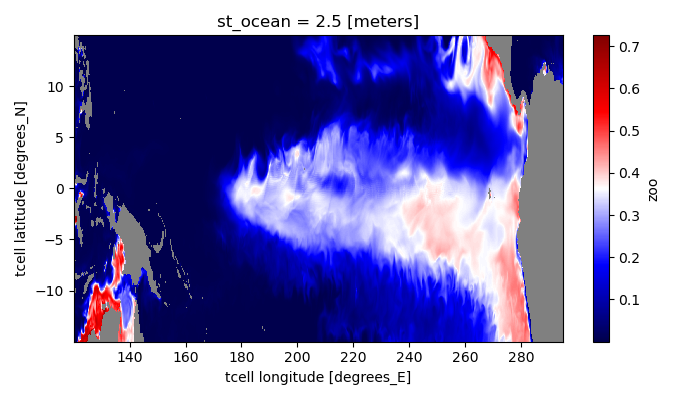 st_ocean = 2.5 [meters]
tcell latitude [degrees_N]
10
5
0
−5
−10
140 160 180 200 220 240 260 280
tcell longitude [degrees_E]
0.7
0.6
0.5
0.4
0.3
0.2
0.1
zoo